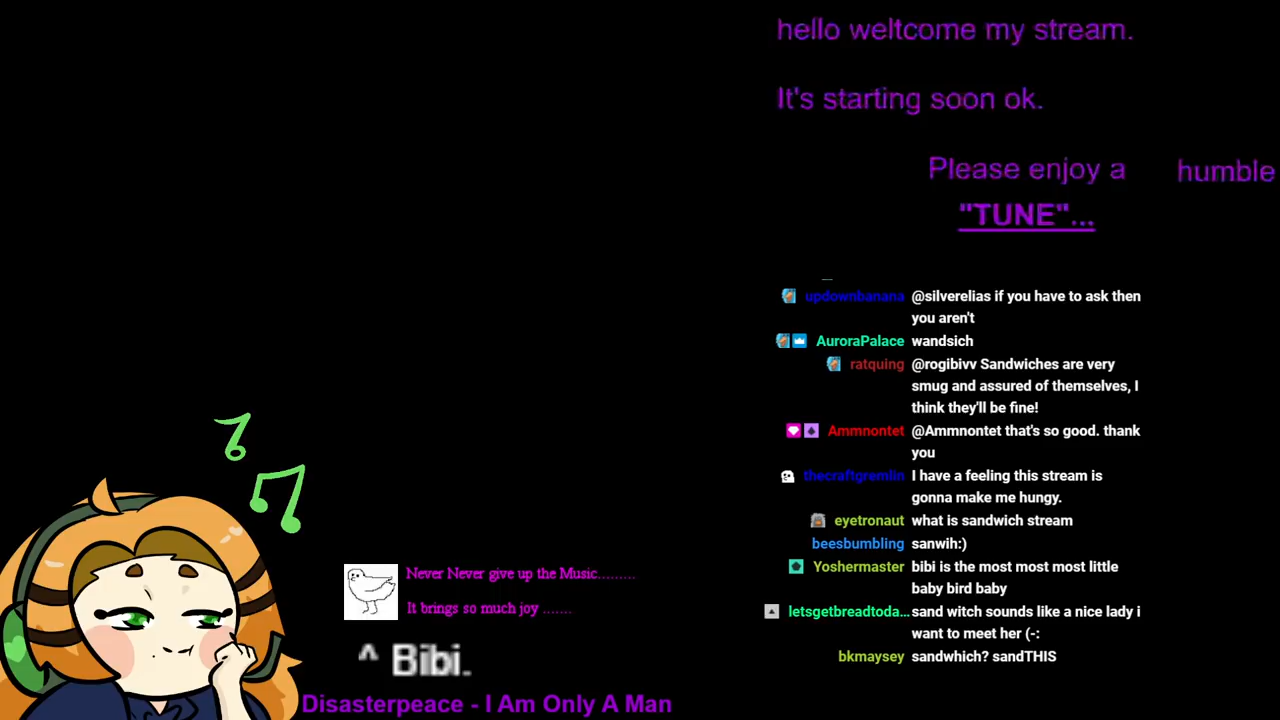 hello weltcome my stream.
It's starting soon ok.
Please enjoy a humble
"TUNE"...
updownbanana @silverelias if you have to ask then
you aren't
AuroraPalace wandsich
ratquing @rogibivv Sandwiches are very
smug and assured of themselves, I
think they'll be fine!
Ammnontet @Ammnontet that's so good. thank
you
thecraftgremlin I have a feeling this stream is
gonna make me hungy.
eyetronaut what is sandwich stream
beesbumbling sanwih:)
Yoshermaster bibi is the most most most little
baby bird baby
letsgetbreadtoda... sand witch sounds like a nice lady i
want to meet her (-:
bkmaysey sandwhich? sandTHIS
Never Never give up the Music.........
It brings so much joy .......
^ Bibi.
Disasterpeace - I Am Only A Man